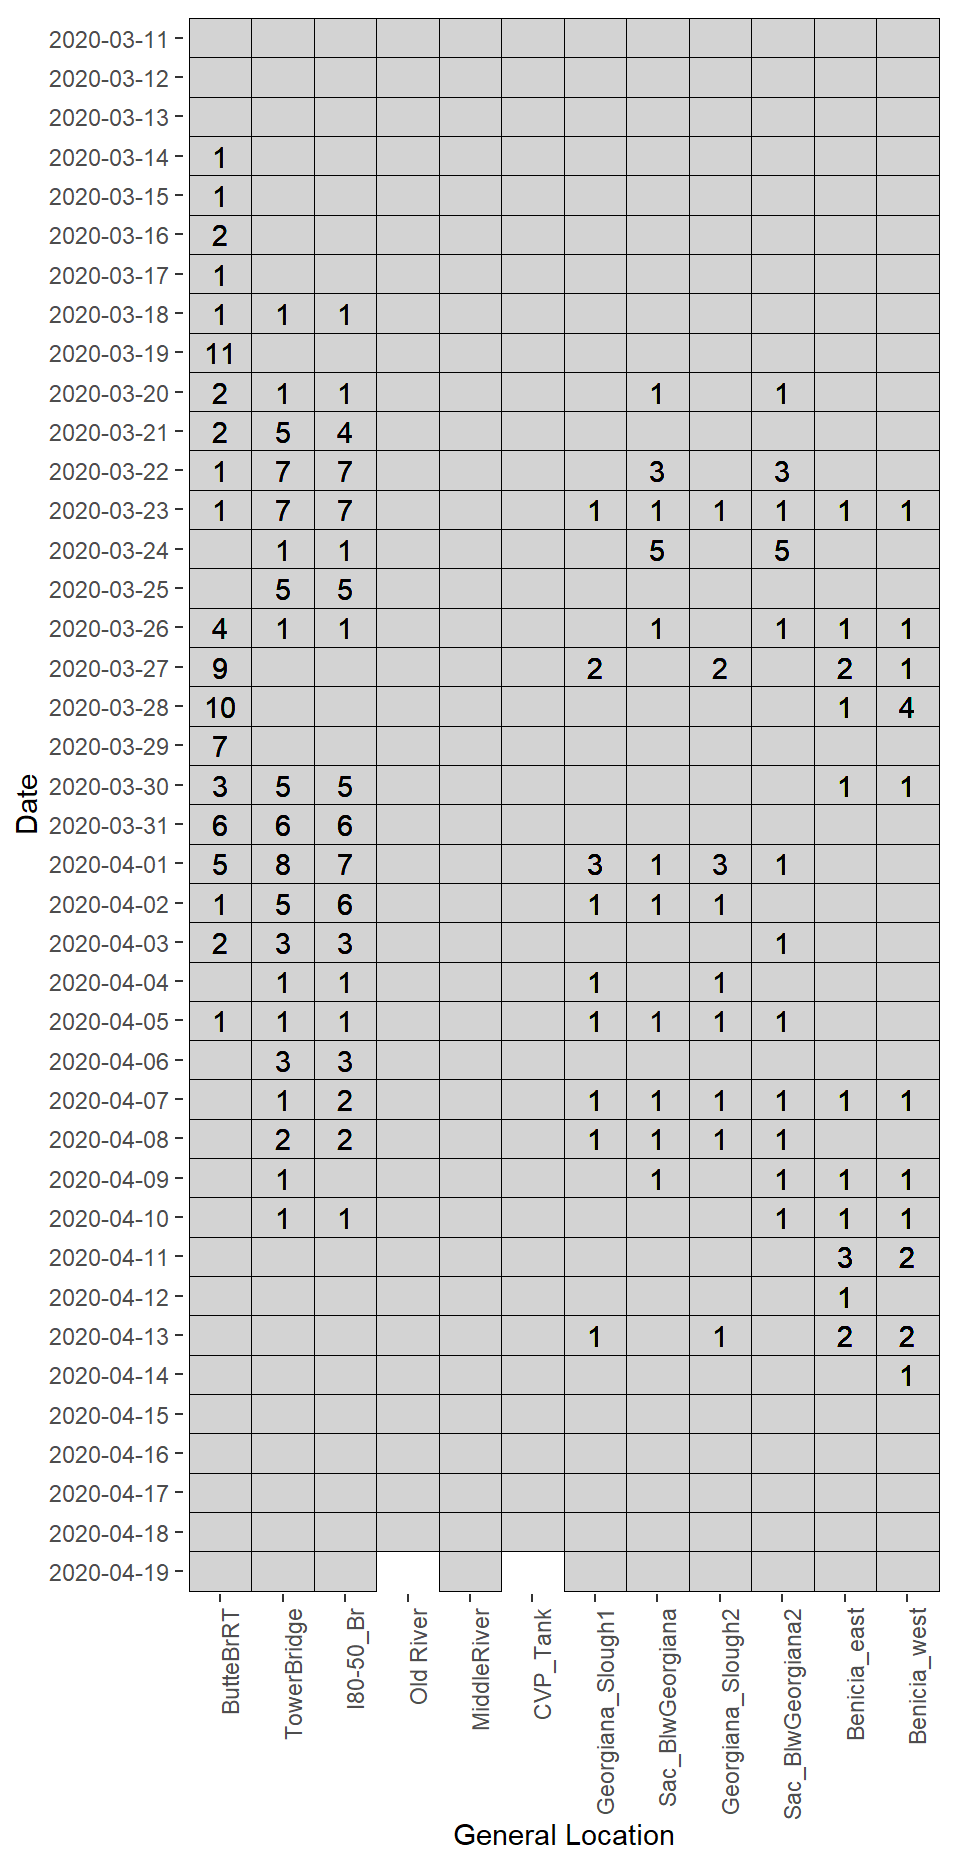 2020-03-11
2020-03-12
2020-03-13
2020-03-14 1
2020-03-15 1
2020-03-16 2
2020-03-17 1
2020-03-18 1 1 1
2020-03-19 11
2020-03-20 2 1 1 1 1
2020-03-21 2 5 4
2020-03-22 1 7 7 3 3
2020-03-23 1 7 7 1 1 1 1 1 1
2020-03-24 1 1 5 5
2020-03-25 5 5
2020-03-26 4 1 1 1 1 1 1
2020-03-27 9 2 2 2 1
2020-03-28 10 1 4
2020-03-29 7
2020-03-30 3 5 5 1 1
2020-03-31 6 6 6
2020-04-01 5 8 7 3 1 3 1
2020-04-02 1 5 6 1 1 1
2020-04-03 2 3 3 1
2020-04-04 1 1 1 1
2020-04-05 1 1 1 1 1 1 1
2020-04-06 3 3
2020-04-07 1 2 1 1 1 1 1 1
2020-04-08 2 2 1 1 1 1
2020-04-09 1 1 1 1 1
2020-04-10 1 1 1 1 1
2020-04-11 3 2
2020-04-12 1
2020-04-13 1 1 2 2
2020-04-14 1
2020-04-15
2020-04-16
2020-04-17
2020-04-18
2020-04-19
Date
ButteBrRT
TowerBridge
I80-50_Br
Old River
MiddleRiver
CVP_Tank
Georgiana_Slough1
Sac_BlwGeorgiana
Georgiana_Slough2
Sac_BlwGeorgiana2
Benicia_east
Benicia_west
General Location